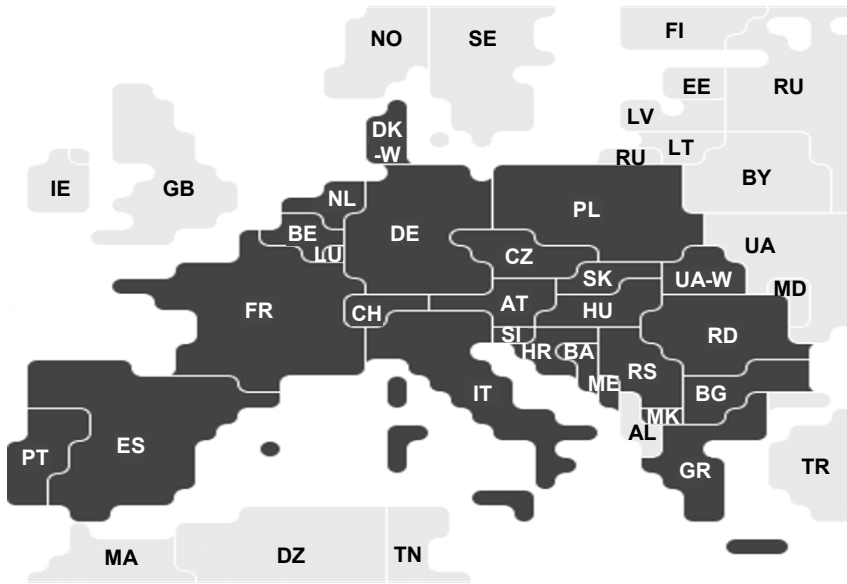 NO
SE
FI
EE
RU
LV
LT
RU
BY
IE
GB
DK
-W
NL
BE
LU
DE
PL
UA
CZ
SK
UA-W
MD
FR
CH
AT
HU
RD
SI
HR
BA
RS
IT
ME
BG
MK
AL
PT
ES
GR
TR
MA
DZ
TN